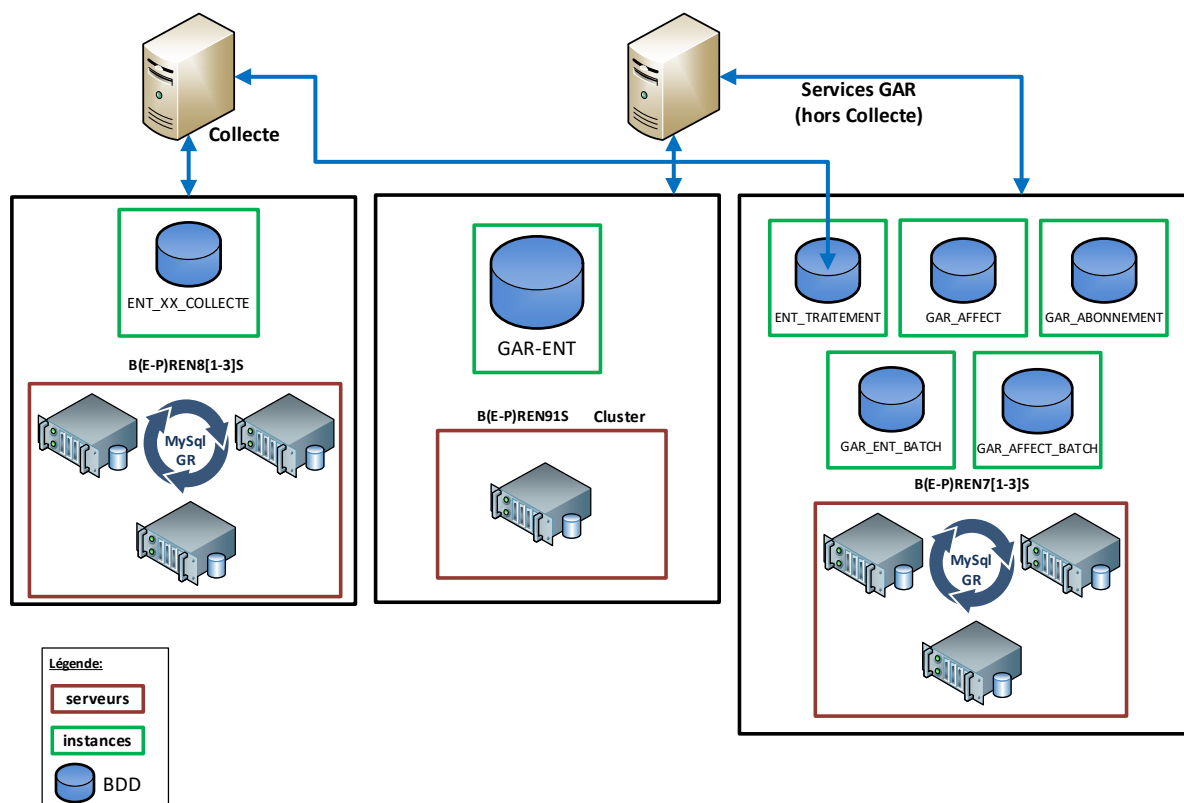 Collecte
Services GAR
(hors Collecte)
ENT_XX_COLLECTE
B(E-P)REN8[1-3]S
MySql
GR
GAR-ENT
B(E-P)REN91S Cluster
ENT_TRAITEMENT
GAR_AFFECT
GAR_ABONNEMENT
GAR_ENT_BATCH
GAR_AFFECT_BATCH
B(E-P)REN7[1-3]S
MySql
GR
Légende:
serveurs
instances
BDD